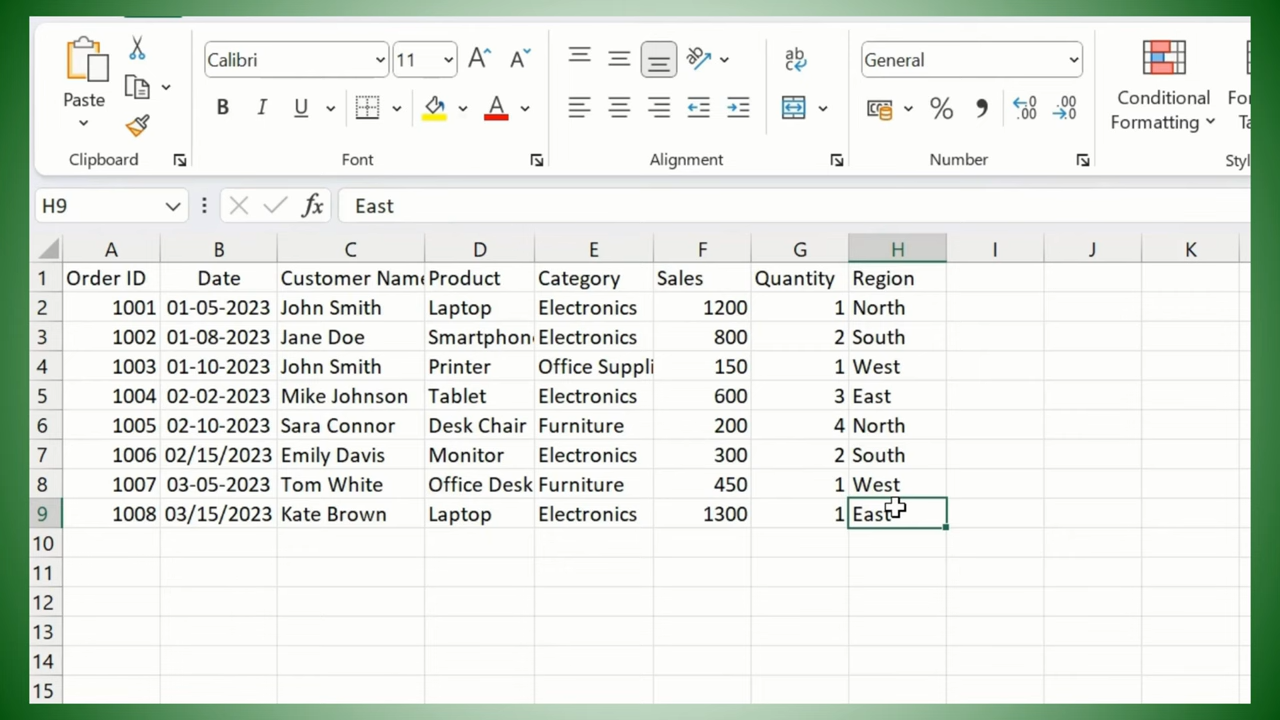 Calibri 11 General
Paste B I U Conditional
Formatting
Clipboard Font Alignment Number
H9 fx East
A B C D E F G H I J K
1 Order ID Date Customer Name Product Category Sales Quantity Region
2 1001 01-05-2023 John Smith Laptop Electronics 1200 1 North
3 1002 01-08-2023 Jane Doe Smartphon Electronics 800 2 South
4 1003 01-10-2023 John Smith Printer Office Suppli 150 1 West
5 1004 02-02-2023 Mike Johnson Tablet Electronics 600 3 East
6 1005 02-10-2023 Sara Connor Desk Chair Furniture 200 4 North
7 1006 02/15/2023 Emily Davis Monitor Electronics 300 2 South
8 1007 03-05-2023 Tom White Office Desk Furniture 450 1 West
9 1008 03/15/2023 Kate Brown Laptop Electronics 1300 1 East
10
11
12
13
14
15